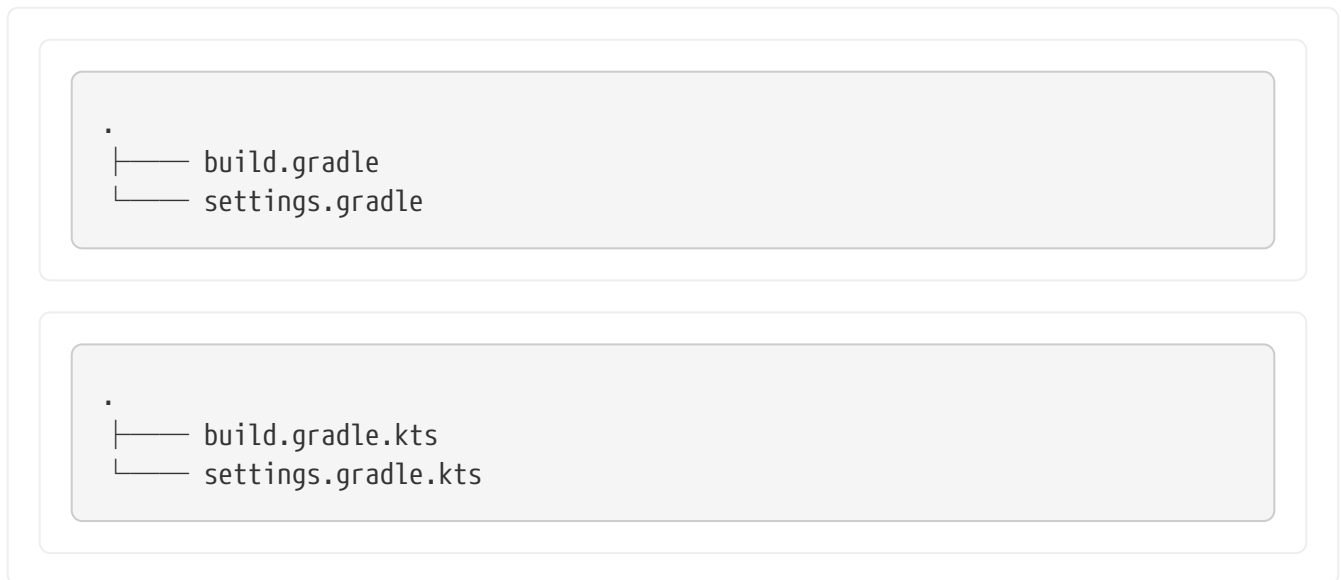 .
├── build.gradle
└── settings.gradle
.
├── build.gradle.kts
└── settings.gradle.kts